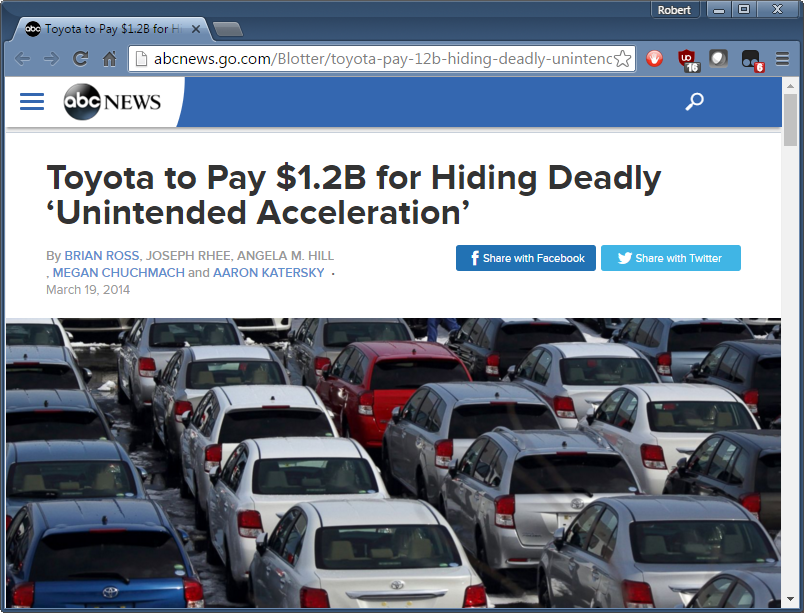 Robert
abc
Toyota to Pay $1.2B for H
abcnews.go.com/Blotter/toyota-pay-12b-hiding-deadly-unintenc
16
6
abc NEWS
Toyota to Pay $1.2B for Hiding Deadly
‘Unintended Acceleration’
By BRIAN ROSS, JOSEPH RHEE, ANGELA M. HILL
, MEGAN CHUCHMACH and AARON KATERSKY •
March 19, 2014
f Share with Facebook
Share with Twitter